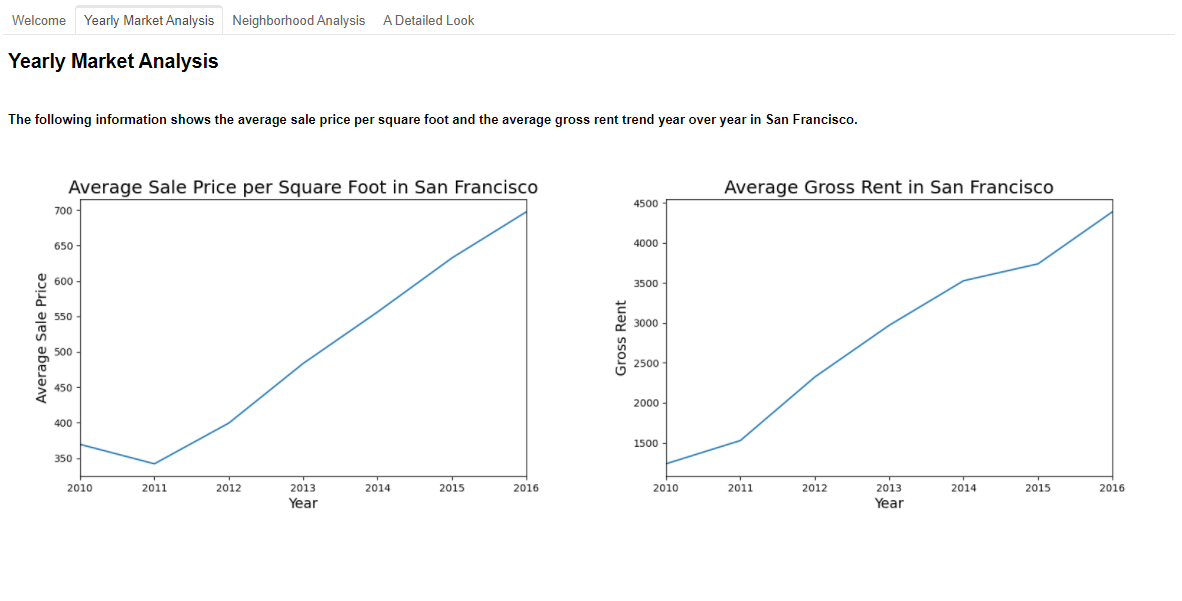 Welcome Yearly Market Analysis Neighborhood Analysis A Detailed Look
Yearly Market Analysis
The following information shows the average sale price per square foot and the average gross rent trend year over year in San Francisco.
Average Sale Price per Square Foot in San Francisco
700
650
600
550
500
450
400
350
Average Sale Price
2010 2011 2012 2013 2014 2015 2016
Year
Average Gross Rent in San Francisco
4500
4000
3500
3000
2500
2000
1500
Gross Rent
2010 2011 2012 2013 2014 2015 2016
Year